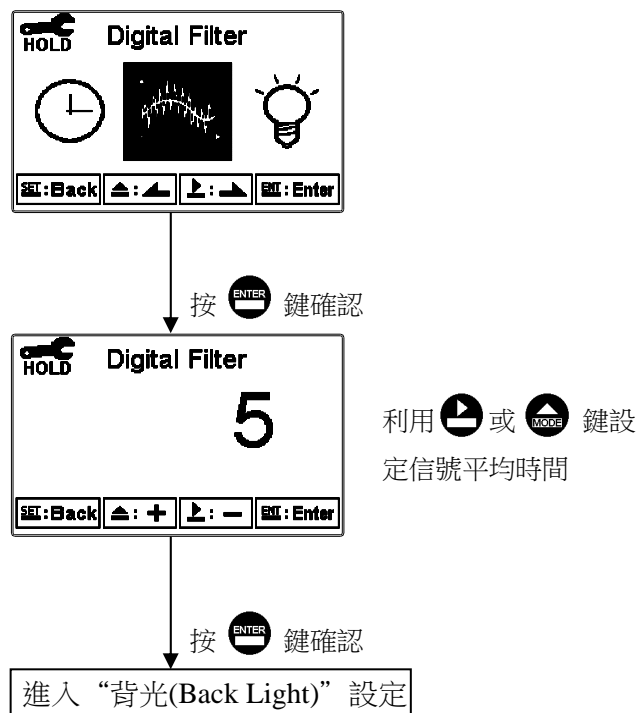 HOLD Digital Filter
SET:Back ▲: ◢ : ◣ ENT:Enter
按 ENTER 鍵確認
HOLD Digital Filter
5
利用 或 MODE 鍵設
定信號平均時間
SET:Back ▲: + : － ENT:Enter
按 ENTER 鍵確認
進入“背光(Back Light)”設定